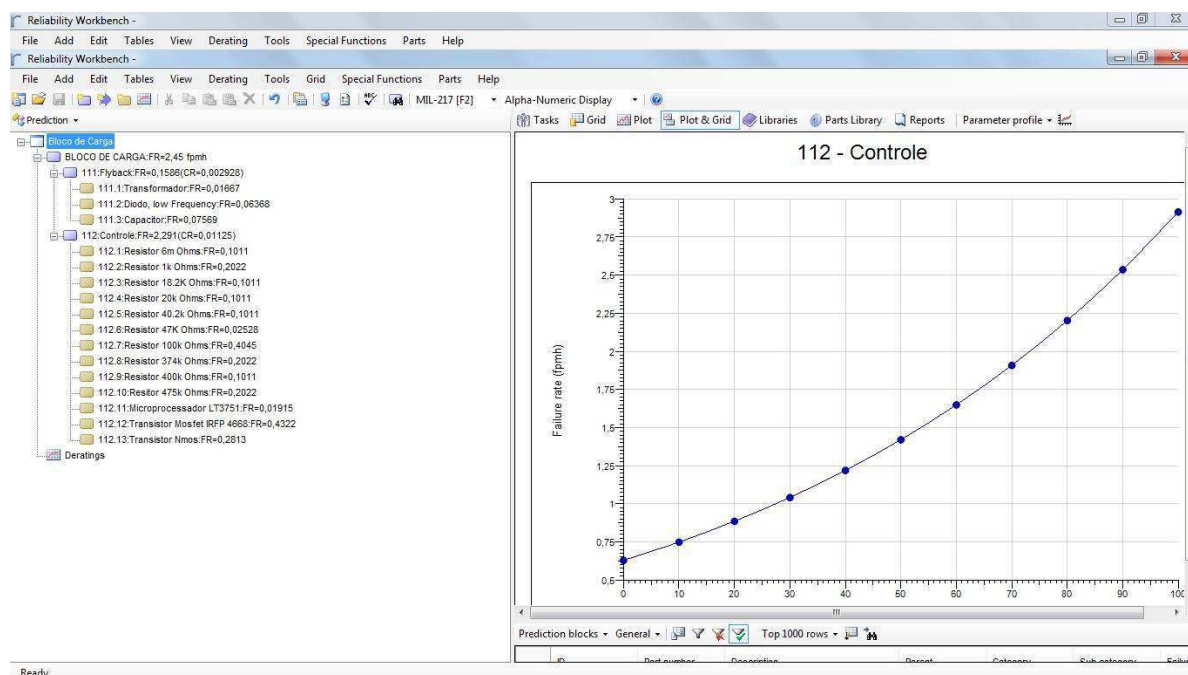 Reliability Workbench -
File Add Edit Tables View Derating Tools Special Functions Parts Help
Reliability Workbench -
File Add Edit Tables View Derating Tools Grid Special Functions Parts Help
MIL-217 [F2] Alpha-Numeric Display
Prediction
Tasks Grid Plot Plot & Grid Libraries Parts Library Reports Parameter profile
Bloco de Carga
BLOCO DE CARGA:FR=2,45 fpmh
111:Flyback:FR=0,1586(CR=0,002928)
111.1:Transformador:FR=0,01667
111.2:Diodo, low Frequency:FR=0,06368
111.3:Capacitor:FR=0,07569
112:Controle:FR=2,291(CR=0,01125)
112.1:Resistor 6m Ohms:FR=0,1011
112.2:Resistor 1k Ohms:FR=0,2022
112.3:Resistor 18.2K Ohms:FR=0,1011
112.4:Resistor 20k Ohms:FR=0,1011
112.5:Resistor 40.2k Ohms:FR=0,1011
112.6:Resistor 47K Ohms:FR=0,02528
112.7:Resistor 100k Ohms:FR=0,4045
112.8:Resistor 374k Ohms:FR=0,2022
112.9:Resistor 400k Ohms:FR=0,1011
112.10:Resitor 475k Ohms:FR=0,2022
112.11:Microprocessador LT3751:FR=0,01915
112.12:Transistor Mosfet IRFP 4668:FR=0,4322
112.13:Transistor Nmos:FR=0,2813
Deratings
112 - Controle
Failure rate (fpmh)
3
2,75
2,5
2,25
2
1,75
1,5
1,25
1
0,75
0,5
0 10 20 30 40 50 60 70 80 90 100
Prediction blocks General Top 1000 rows
ID Part number Description Parent Category Sub-category Failu
Ready